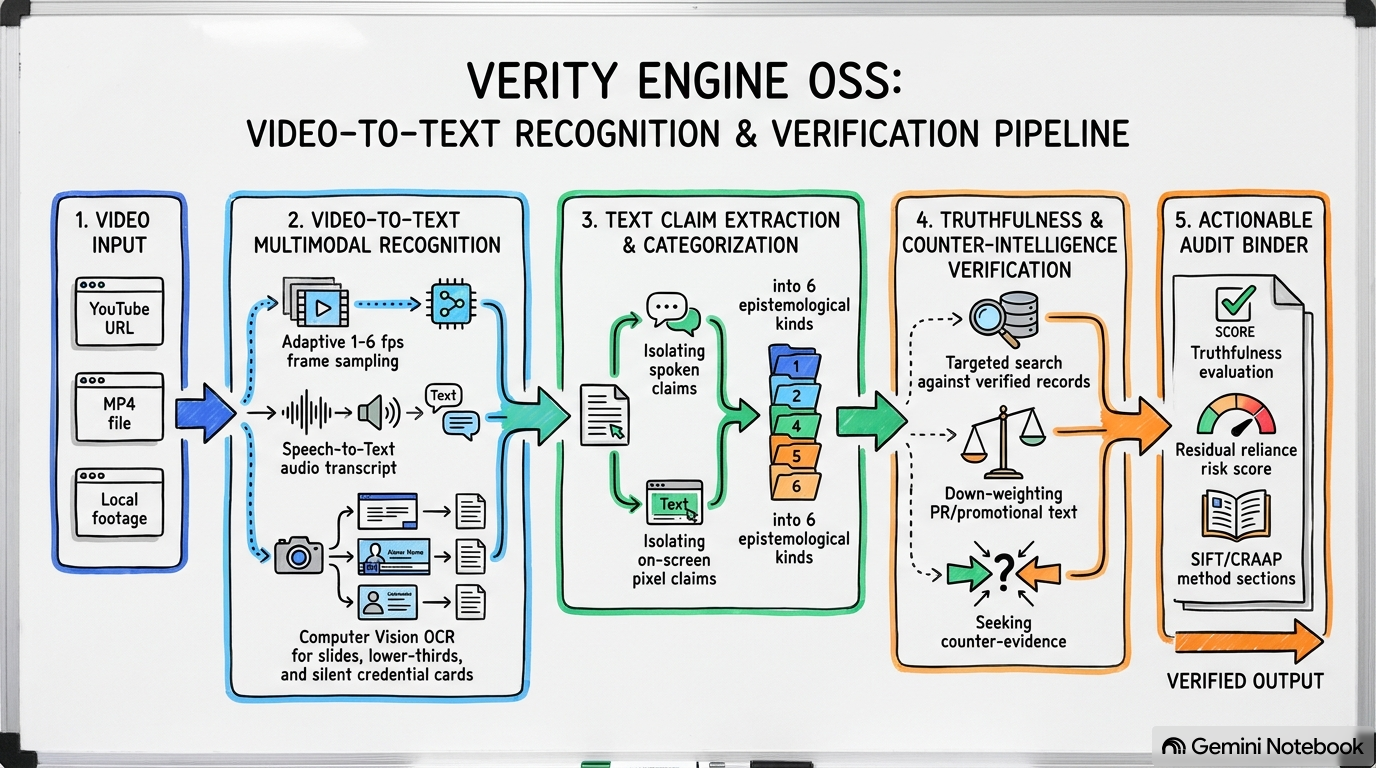 VERITY ENGINE OSS:
VIDEO-TO-TEXT RECOGNITION & VERIFICATION PIPELINE
1. VIDEO
INPUT
YouTube
URL
MP4
file
Local
footage
2. VIDEO-TO-TEXT
MULTIMODAL RECOGNITION
Adaptive 1-6 fps
frame sampling
Text
Speech-to-Text
audio transcript
Computer Vision OCR
for slides, lower-thirds,
and silent credential cards
3. TEXT CLAIM EXTRACTION
& CATEGORIZATION
Isolating
spoken
claims
Text
Isolating
on-screen
pixel claims
into 6
epistemological
kinds
1
2
4
5
6
into 6
epistemological
kinds
4. TRUTHFULNESS &
COUNTER-INTELLIGENCE
VERIFICATION
Targeted search
against verified records
Down-weighting
PR/promotional text
?
Seeking
counter-evidence
5. ACTIONABLE
AUDIT BINDER
SCORE
Truthfulness
evaluation
Residual reliance
risk score
SIFT/CRAAP
method sections
VERIFIED OUTPUT
Gemini Notebook